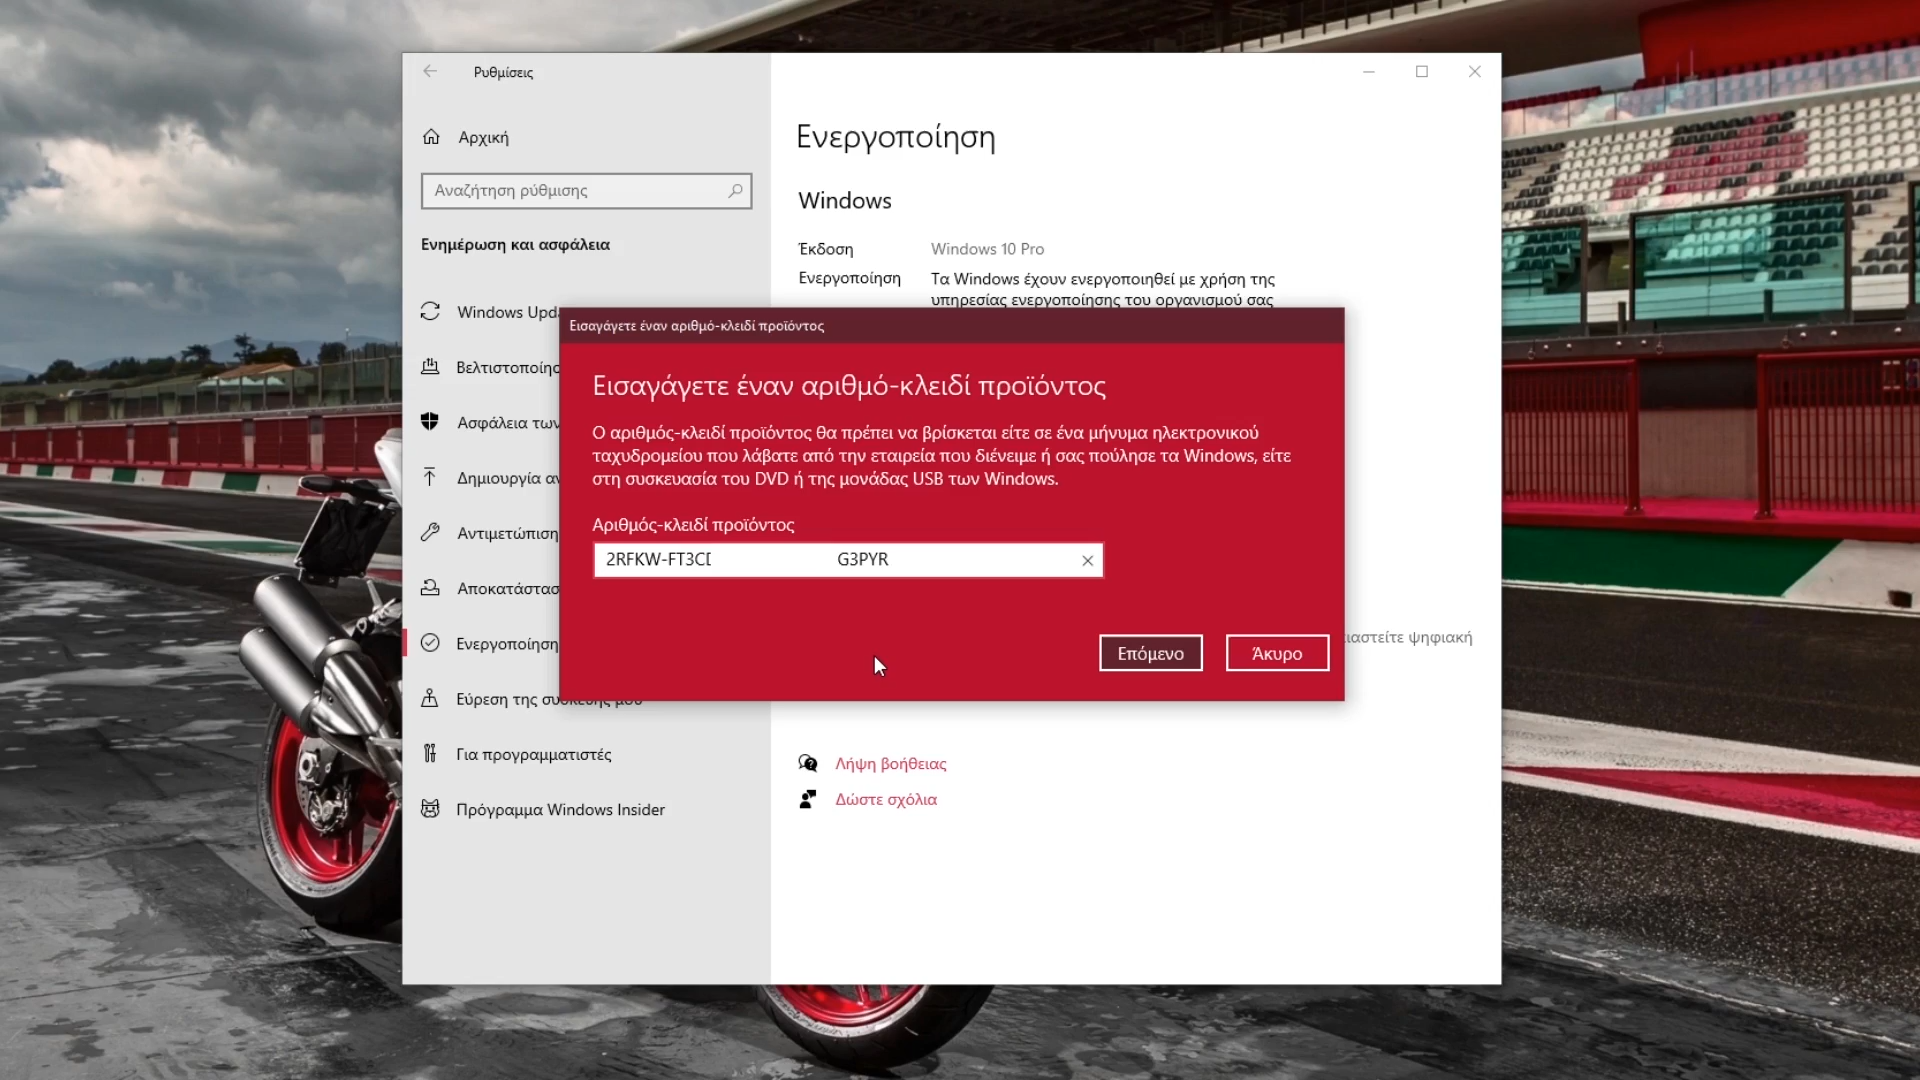 Ρυθμίσεις
Αρχική
Αναζήτηση ρύθμισης
Ενημέρωση και ασφάλεια
Windows Upda
Βελτιστοποίησ
Ασφάλεια των
Δημιουργία αν
Αντιμετώπιση
Αποκατάστασ
Ενεργοποίηση
Εύρεση της συσκευής μου
Για προγραμματιστές
Πρόγραμμα Windows Insider
Ενεργοποίηση
Windows
Έκδοση Windows 10 Pro
Ενεργοποίηση Τα Windows έχουν ενεργοποιηθεί με χρήση της
υπηρεσίας ενεργοποίησης του οργανισμού σας
Εισαγάγετε έναν αριθμό-κλειδί προϊόντος
Εισαγάγετε έναν αριθμό-κλειδί προϊόντος
Ο αριθμός-κλειδί προϊόντος θα πρέπει να βρίσκεται είτε σε ένα μήνυμα ηλεκτρονικού
ταχυδρομείου που λάβατε από την εταιρεία που διένειμε ή σας πούλησε τα Windows, είτε
στη συσκευασία του DVD ή της μονάδας USB των Windows.
Αριθμός-κλειδί προϊόντος
2RFKW-FT3C G3PYR
Επόμενο Άκυρο
ιαστείτε ψηφιακή
Λήψη βοήθειας
Δώστε σχόλια